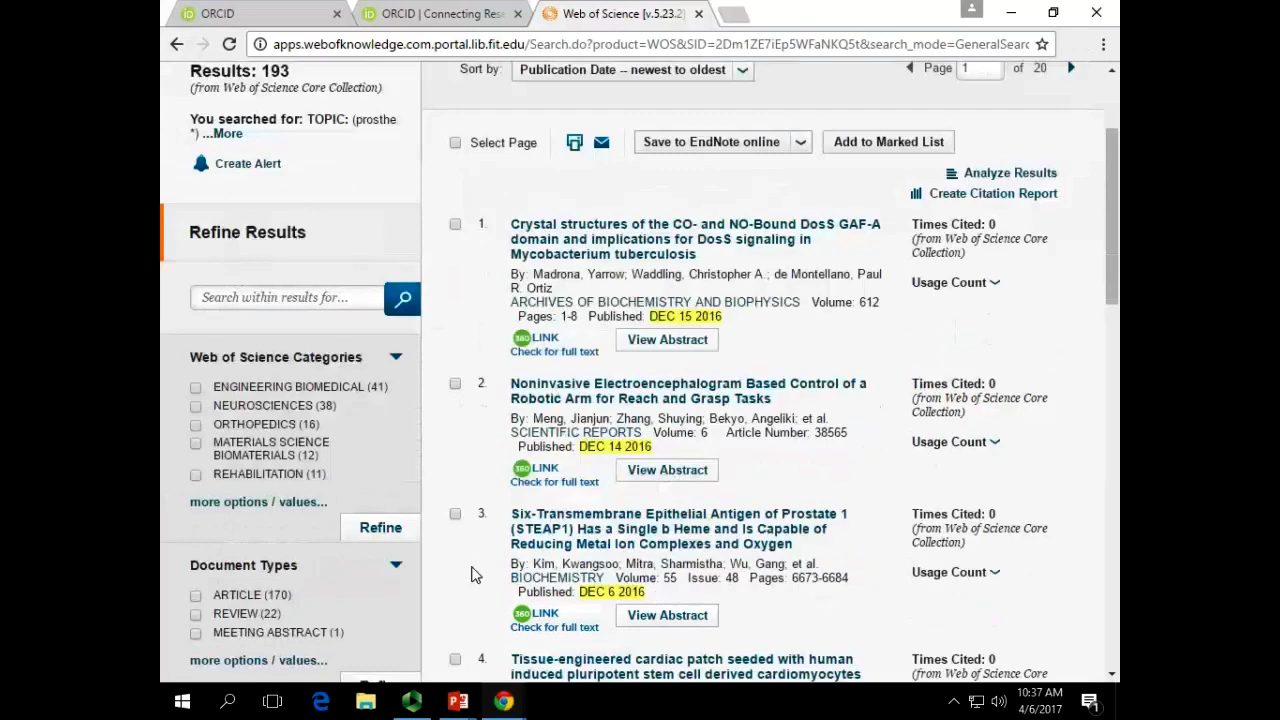 ORCID
ORCID | Connecting Res
Web of Science [v.5.23.2]
apps.webofknowledge.com.portal.lib.fit.edu/Search.do?product=WOS&SID=2Dm1ZE7iEp5WFaNKQ5t&search_mode=GeneralSearc
Results: 193
(from Web of Science Core Collection)
You searched for: TOPIC: (prosthe
*) ...More
Create Alert
Refine Results
Search within results for...
Web of Science Categories
ENGINEERING BIOMEDICAL (41)
NEUROSCIENCES (38)
ORTHOPEDICS (16)
MATERIALS SCIENCE
BIOMATERIALS (12)
REHABILITATION (11)
more options / values...
Refine
Document Types
ARTICLE (170)
REVIEW (22)
MEETING ABSTRACT (1)
more options / values...
Sort by: Publication Date -- newest to oldest
Page 1 of 20
Select Page
Save to EndNote online
Add to Marked List
Analyze Results
Create Citation Report
1. Crystal structures of the CO- and NO-Bound DosS GAF-A
domain and implications for DosS signaling in
Mycobacterium tuberculosis
By: Madrona, Yarrow; Waddling, Christopher A.; de Montellano, Paul
R. Ortiz
ARCHIVES OF BIOCHEMISTRY AND BIOPHYSICS Volume: 612
Pages: 1-8 Published: DEC 15 2016
360 LINK
Check for full text
View Abstract
Times Cited: 0
(from Web of Science Core
Collection)
Usage Count
2. Noninvasive Electroencephalogram Based Control of a
Robotic Arm for Reach and Grasp Tasks
By: Meng, Jianjun; Zhang, Shuying; Bekyo, Angeliki; et al.
SCIENTIFIC REPORTS Volume: 6 Article Number: 38565
Published: DEC 14 2016
360 LINK
Check for full text
View Abstract
Times Cited: 0
(from Web of Science Core
Collection)
Usage Count
3. Six-Transmembrane Epithelial Antigen of Prostate 1
(STEAP1) Has a Single b Heme and Is Capable of
Reducing Metal Ion Complexes and Oxygen
By: Kim, Kwangsoo; Mitra, Sharmistha; Wu, Gang; et al.
BIOCHEMISTRY Volume: 55 Issue: 48 Pages: 6673-6684
Published: DEC 6 2016
360 LINK
Check for full text
View Abstract
Times Cited: 0
(from Web of Science Core
Collection)
Usage Count
4. Tissue-engineered cardiac patch seeded with human
induced pluripotent stem cell derived cardiomyocytes
Times Cited: 0
(from Web of Science Core
10:37 AM
4/6/2017
1